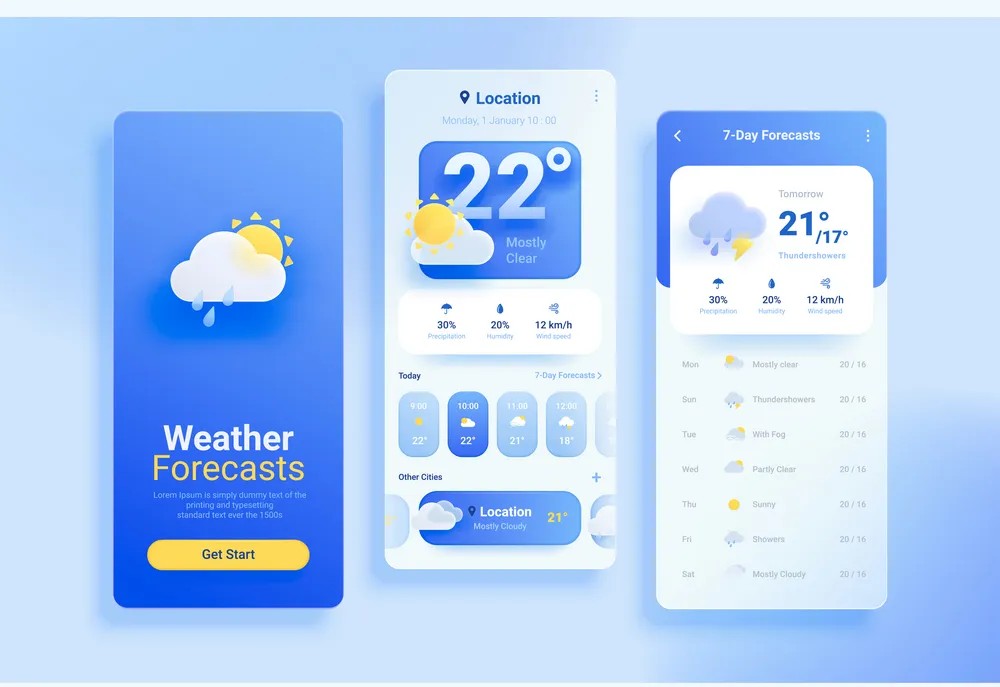 Weather
Forecasts
Lorem Ipsum is simply dummy text of the
printing and typesetting
standard text ever the 1500s
Get Start
Location
Monday, 1 January 10 : 00
22°
Mostly
Clear
30%
20%
12 km/h
Precipitation
Humidity
Wind speed
Today
7-Day Forecasts >
9:00
10:00
11:00
12:00
22°
22°
21°
18°
Other Cities
+
Location
Mostly Cloudy
21°
7-Day Forecasts
Tomorrow
21°/17°
Thundershowers
30%
20%
12 km/h
Precipitation
Humidity
Wind speed
Mon Mostly clear 20 / 16
Sun Thundershowers 20 / 16
Tue With Fog 20 / 16
Wed Partly Clear 20 / 16
Thu Sunny 20 / 16
Fri Showers 20 / 16
Sat Mostly Cloudy 20 / 16